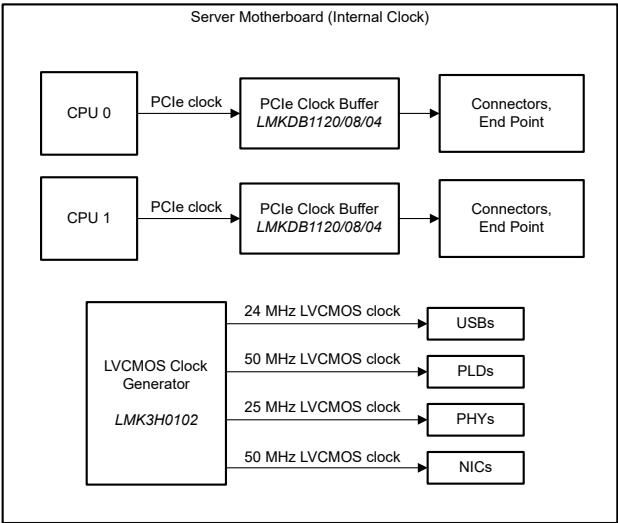 Server Motherboard (Internal Clock)
CPU 0
PCIe clock
PCIe Clock Buffer
LMKDB1120/08/04
Connectors,
End Point
CPU 1
PCIe clock
PCIe Clock Buffer
LMKDB1120/08/04
Connectors,
End Point
LVCMOS Clock
Generator
LMK3H0102
24 MHz LVCMOS clock
USBs
50 MHz LVCMOS clock
PLDs
25 MHz LVCMOS clock
PHYs
50 MHz LVCMOS clock
NICs